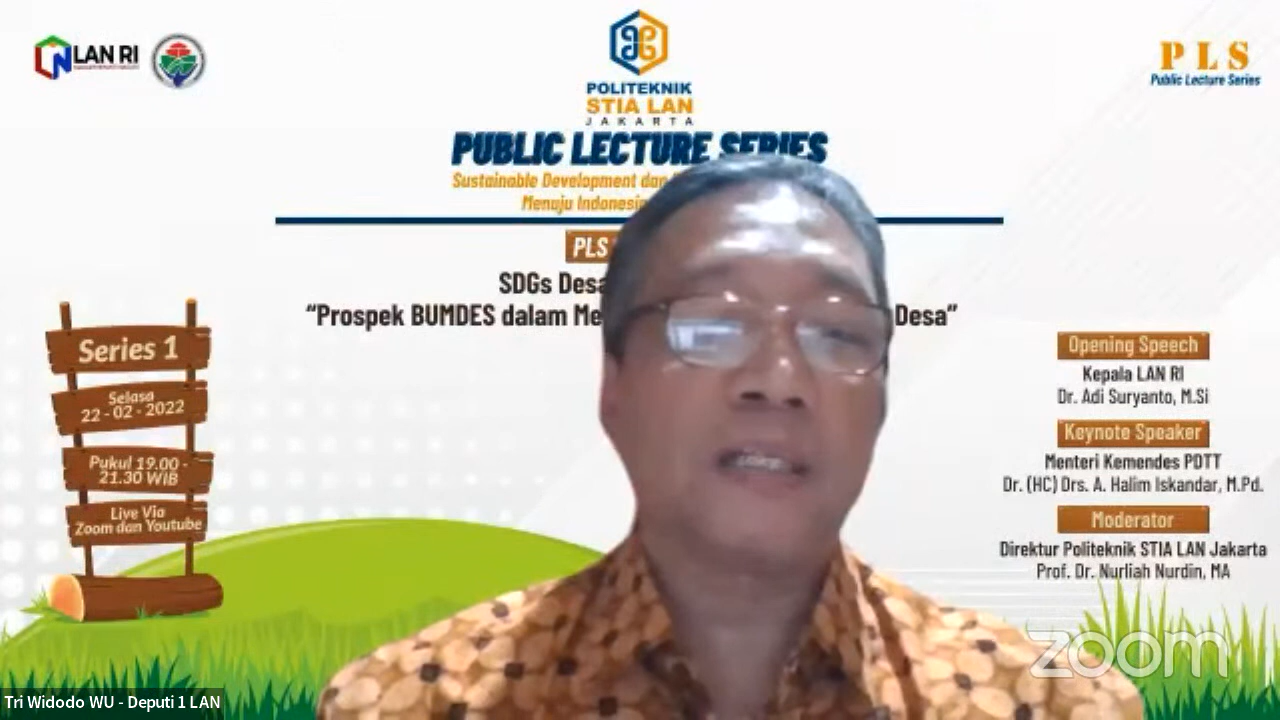 LAN RI
POLITEKNIK
STIA LAN
JAKARTA
PLS
Public Lecture Series
PUBLIC LECTURE SERIES
Sustainable Development dan
Menuju Indonesia
PLS
SDGs Desa
“Prospek BUMDES dalam Me
Desa”
Series 1
Selasa
22 - 02 - 2022
Pukul 19.00 -
21.30 WIB
Live Via
Zoom dan Youtube
Opening Speech
Kepala LAN RI
Dr. Adi Suryanto, M.Si
Keynote Speaker
Menteri Kemendes PDTT
Dr. (HC) Drs. A. Halim Iskandar, M.Pd.
Moderator
Direktur Politeknik STIA LAN Jakarta
Prof. Dr. Nurliah Nurdin, MA
zoom
Tri Widodo WU - Deputi 1 LAN